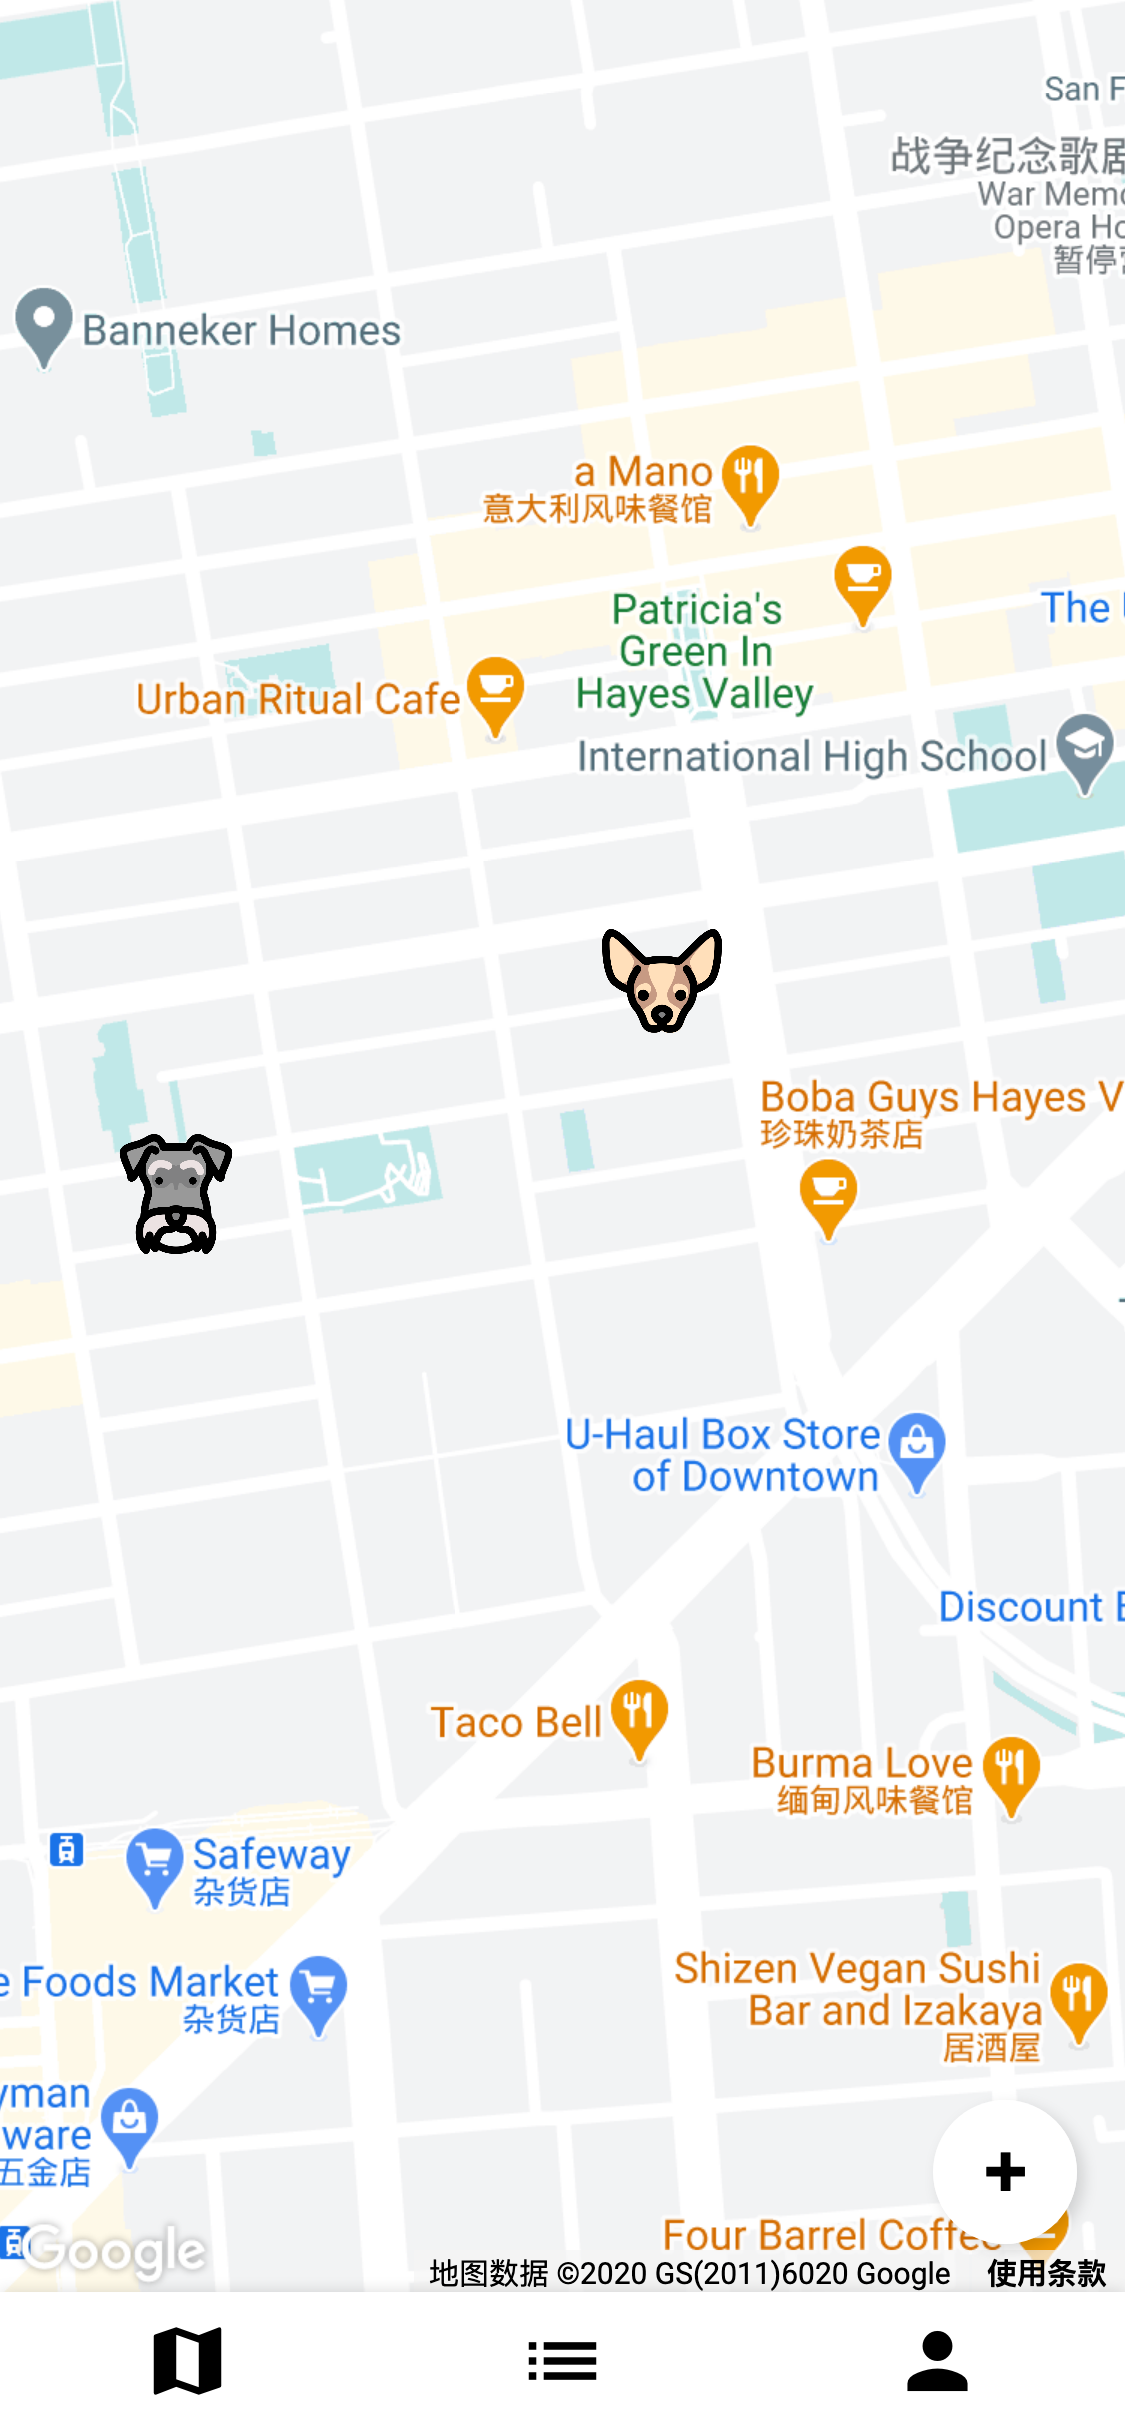 San F
战争纪念歌剧
War Memo
Opera Ho
暂停营
Banneker Homes
a Mano
意大利风味餐馆
Patricia's
Green In
Hayes Valley
The
Urban Ritual Cafe
International High School
Boba Guys Hayes V
珍珠奶茶店
U-Haul Box Store
of Downtown
Discount
Taco Bell
Burma Love
缅甸风味餐馆
Safeway
杂货店
e Foods Market
杂货店
Shizen Vegan Sushi
Bar and Izakaya
居酒屋
yman
ware
五金店
Four Barrel Coffee
Google
地图数据 ©2020 GS(2011)6020 Google 使用条款